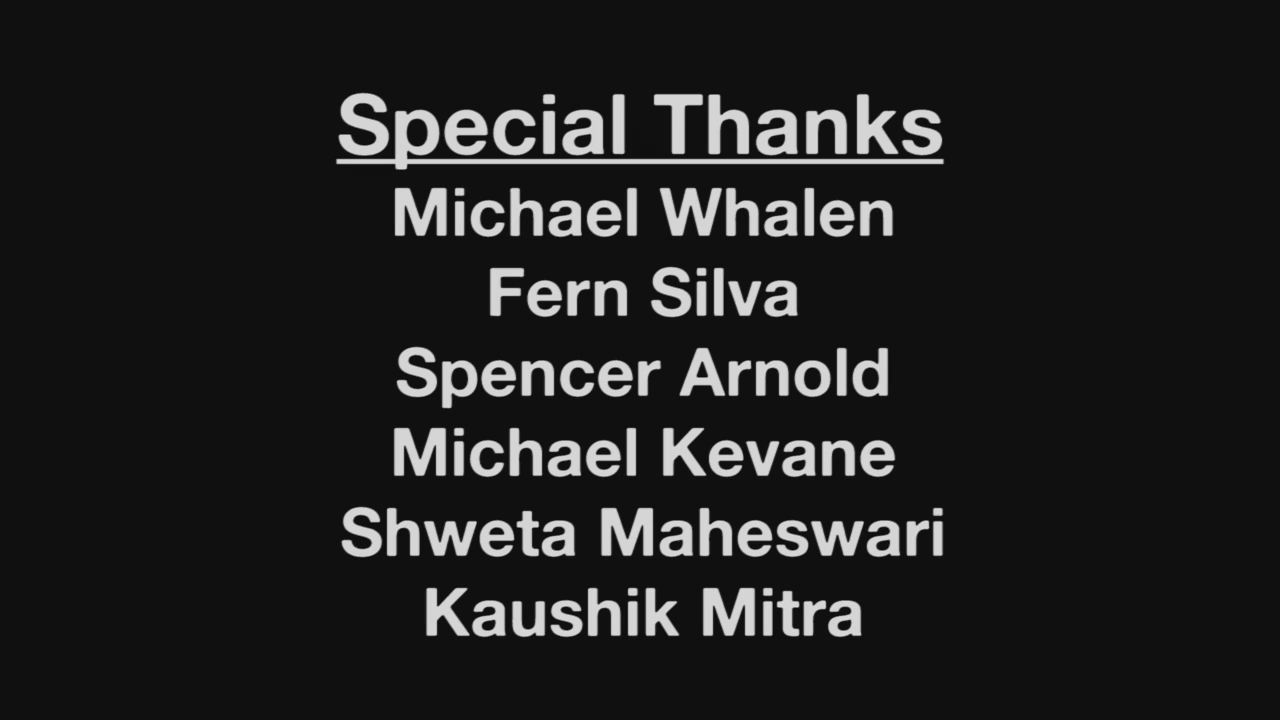 Special Thanks
Michael Whalen
Fern Silva
Spencer Arnold
Michael Kevane
Shweta Maheswari
Kaushik Mitra